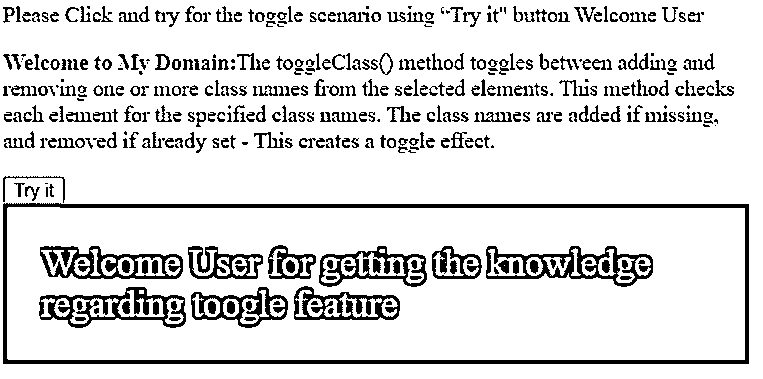 Please Click and try for the toggle scenario using “Try it" button Welcome User
Welcome to My Domain:The toggleClass() method toggles between adding and
removing one or more class names from the selected elements. This method checks
each element for the specified class names. The class names are added if missing,
and removed if already set - This creates a toggle effect.
Try it
Welcome User for getting the knowledge
regarding toogle feature